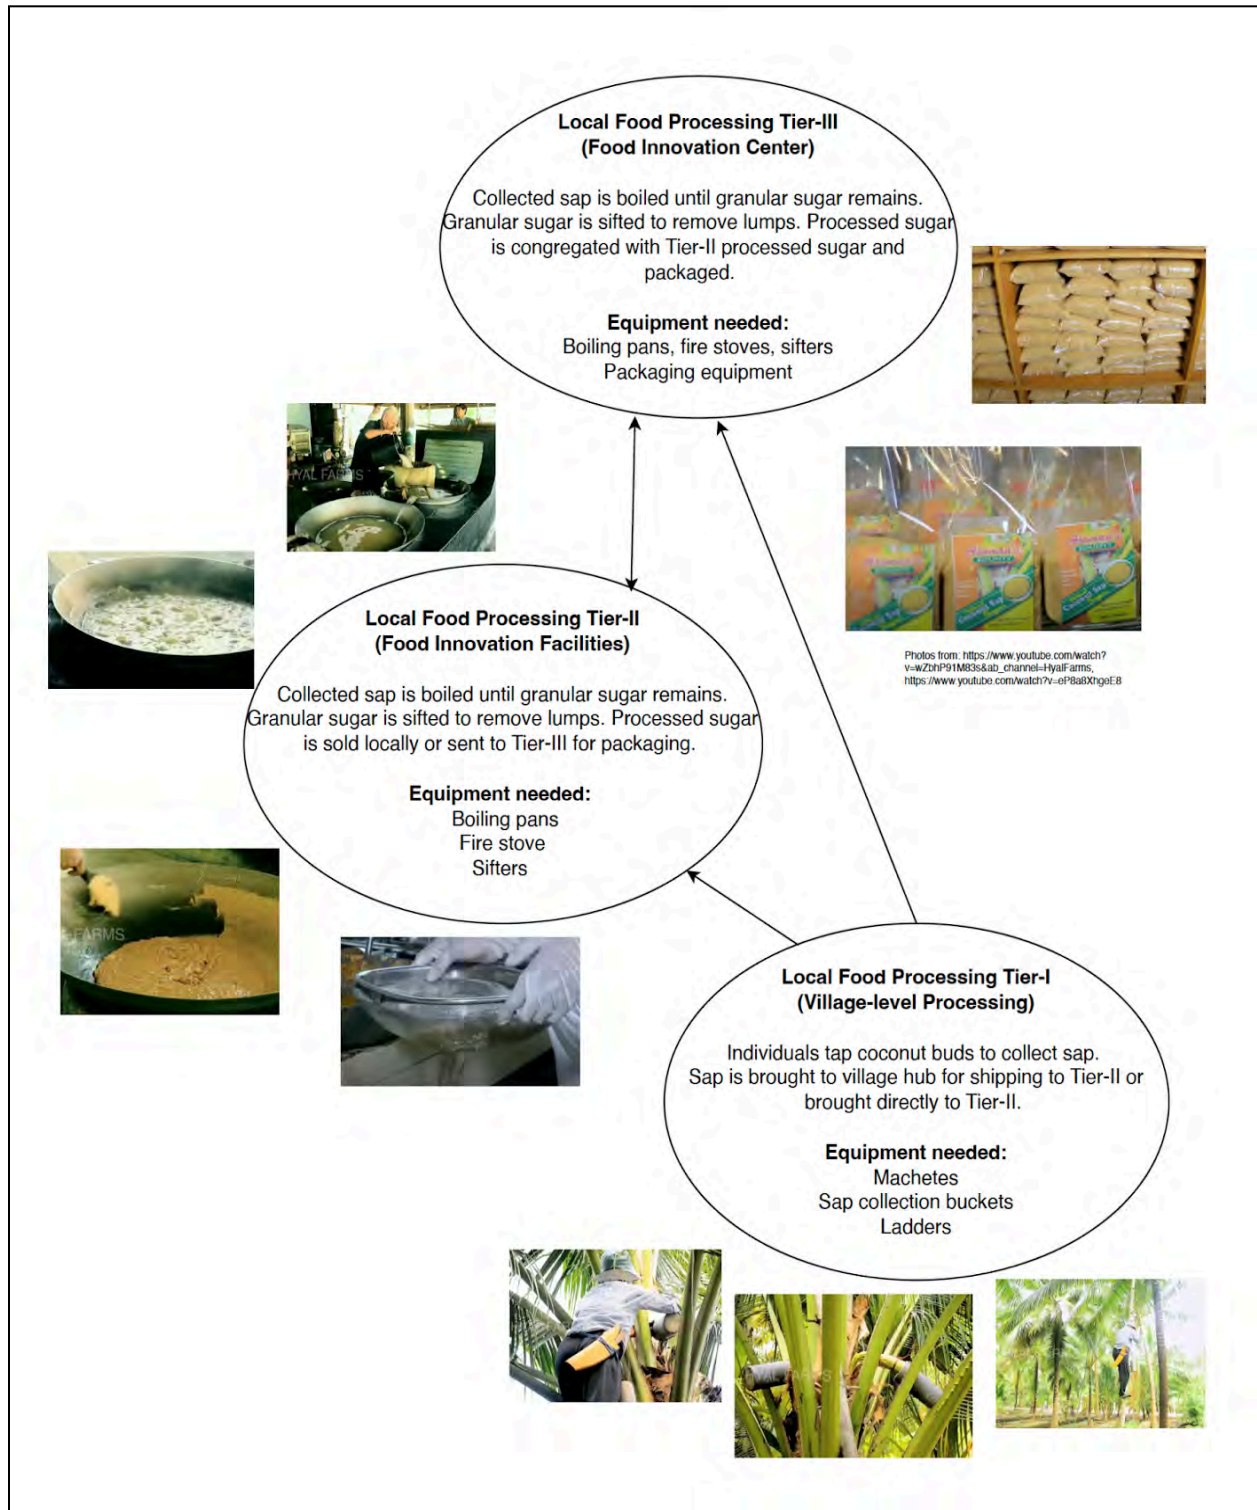 Local Food Processing Tier-III
(Food Innovation Center)
Collected sap is boiled until granular sugar remains.
Granular sugar is sifted to remove lumps. Processed sugar
is congregated with Tier-II processed sugar and
packaged.
Equipment needed:
Boiling pans, fire stoves, sifters
Packaging equipment
HYAL FARMS
Photos from: https://www.youtube.com/watch?
v=wZbhP91M83s&ab_channel=HyalFarms,
https://www.youtube.com/watch?v=eP8a8XhgeE8
Local Food Processing Tier-II
(Food Innovation Facilities)
Collected sap is boiled until granular sugar remains.
Granular sugar is sifted to remove lumps. Processed sugar
is sold locally or sent to Tier-III for packaging.
Equipment needed:
Boiling pans
Fire stove
Sifters
FARMS
Local Food Processing Tier-I
(Village-level Processing)
Individuals tap coconut buds to collect sap.
Sap is brought to village hub for shipping to Tier-II or
brought directly to Tier-II.
Equipment needed:
Machetes
Sap collection buckets
Ladders